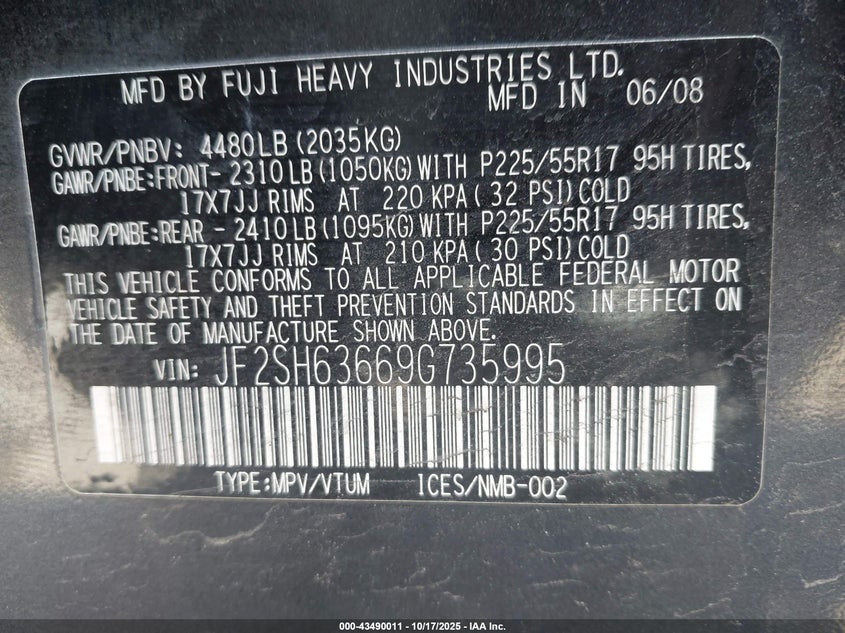 MFD BY FUJI HEAVY INDUSTRIES LTD.
MFD IN 06/08
GVWR/PNBV: 4480LB(2035KG)
GAWR/PNBE:FRONT- 2310LB(1050KG)WITH P225/55R17 95H TIRES,
17X7JJ RIMS AT 220 KPA( 32 PSI)COLD
GAWR/PNBE:REAR - 2410LB(1095KG)WITH P225/55R17 95H TIRES,
17X7JJ RIMS AT 210 KPA( 30 PSI)COLD
THIS VEHICLE CONFORMS TO ALL APPLICABLE FEDERAL MOTOR
VEHICLE SAFETY AND THEFT PREVENTION STANDARDS IN EFFECT ON
THE DATE OF MANUFACTURE SHOWN ABOVE.
VIN: JF2SH63669G735995
TYPE:MPV/VTUM ICES/NMB-002
000-43490011 - 10/17/2025 - IAA Inc.